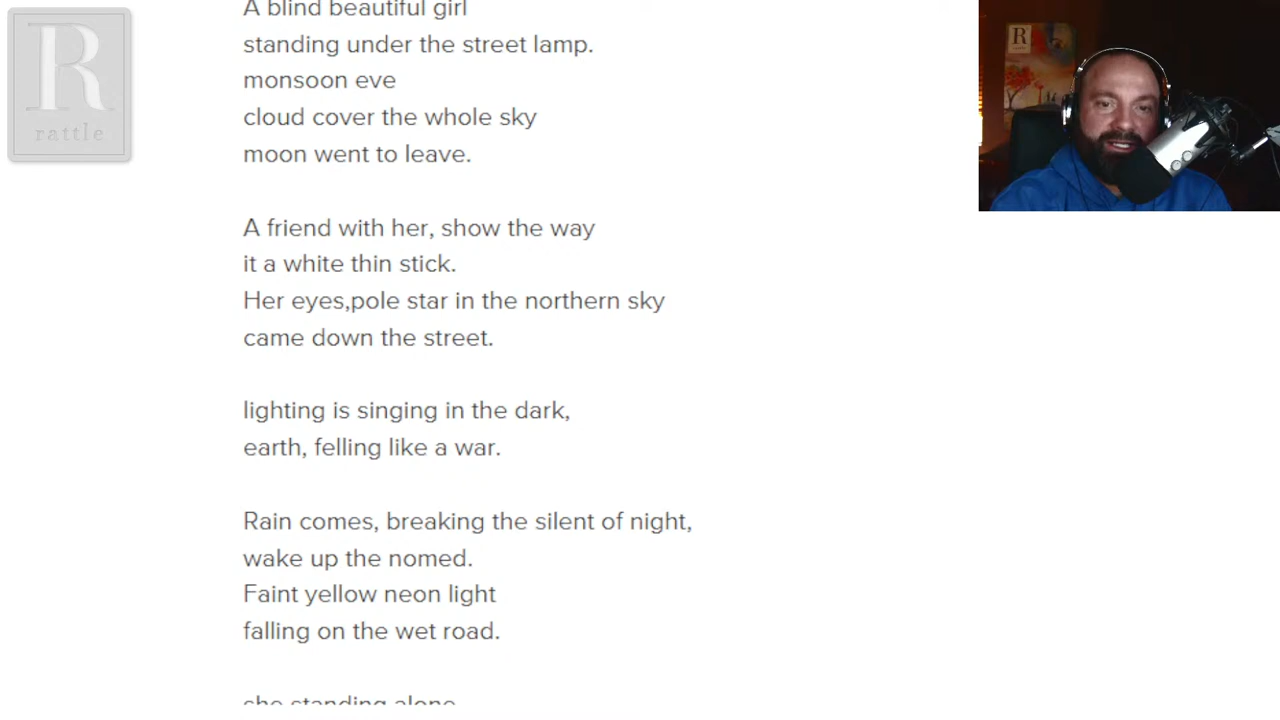 A blind beautiful girl
standing under the street lamp.
monsoon eve
cloud cover the whole sky
moon went to leave.
A friend with her, show the way
it a white thin stick.
Her eyes,pole star in the northern sky
came down the street.
lighting is singing in the dark,
earth, felling like a war.
Rain comes, breaking the silent of night,
wake up the nomed.
Faint yellow neon light
falling on the wet road.
she standing alone
R
rattle
R